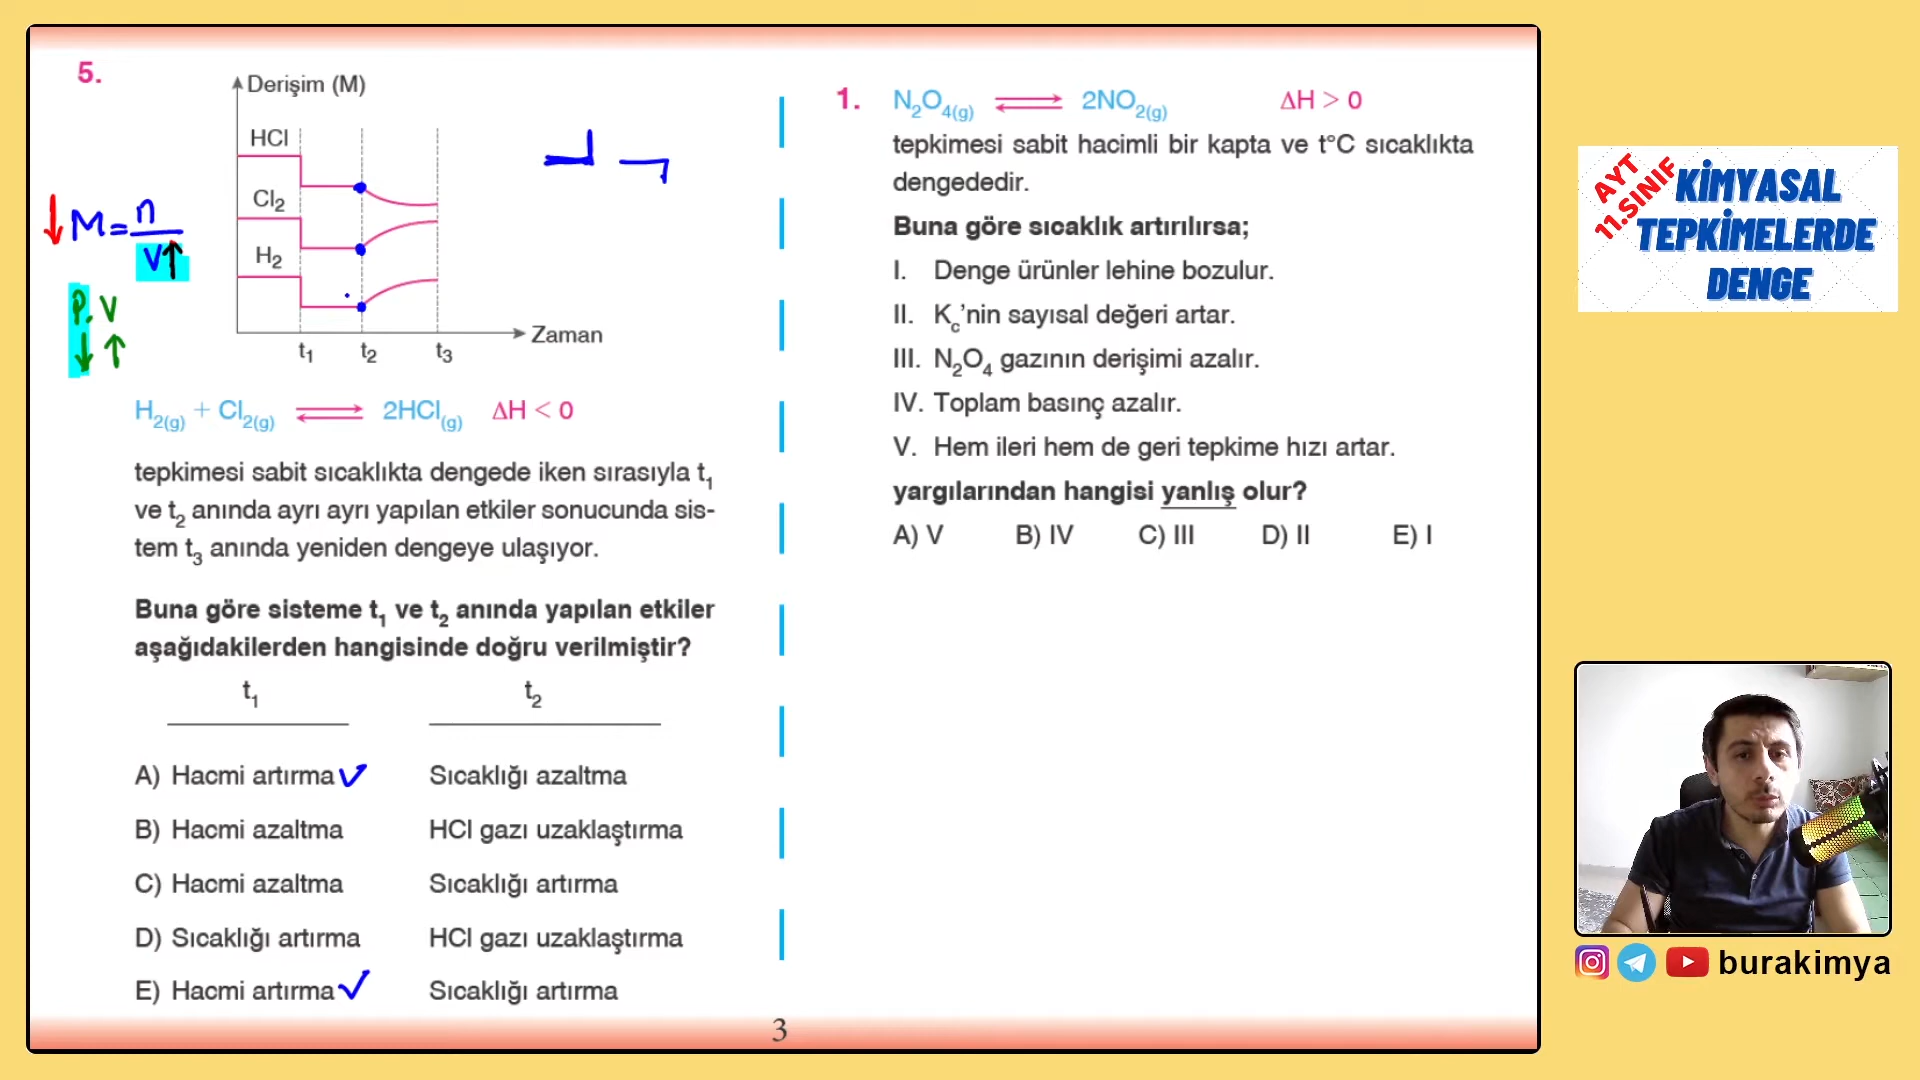 5.
Derişim (M)
HCl
Cl2
H2
Zaman
t1 t2 t3
M = n / V
P. V
H2(g) + Cl2(g) ⇌ 2HCl(g) ΔH < 0
tepkimesi sabit sıcaklıkta dengede iken sırasıyla t1
ve t2 anında ayrı ayrı yapılan etkiler sonucunda sis-
tem t3 anında yeniden dengeye ulaşıyor.
Buna göre sisteme t1 ve t2 anında yapılan etkiler
aşağıdakilerden hangisinde doğru verilmiştir?
t1 t2
A) Hacmi artırma Sıcaklığı azaltma
B) Hacmi azaltma HCl gazı uzaklaştırma
C) Hacmi azaltma Sıcaklığı artırma
D) Sıcaklığı artırma HCl gazı uzaklaştırma
E) Hacmi artırma Sıcaklığı artırma
1. N2O4(g) ⇌ 2NO2(g) ΔH > 0
tepkimesi sabit hacimli bir kapta ve t°C sıcaklıkta
dengededir.
Buna göre sıcaklık artırılırsa;
I. Denge ürünler lehine bozulur.
II. Kc'nin sayısal değeri artar.
III. N2O4 gazının derişimi azalır.
IV. Toplam basınç azalır.
V. Hem ileri hem de geri tepkime hızı artar.
yargılarından hangisi yanlış olur?
A) V B) IV C) III D) II E) I
3
AYT
11.SINIF
KİMYASAL
TEPKİMELERDE
DENGE
burakimya